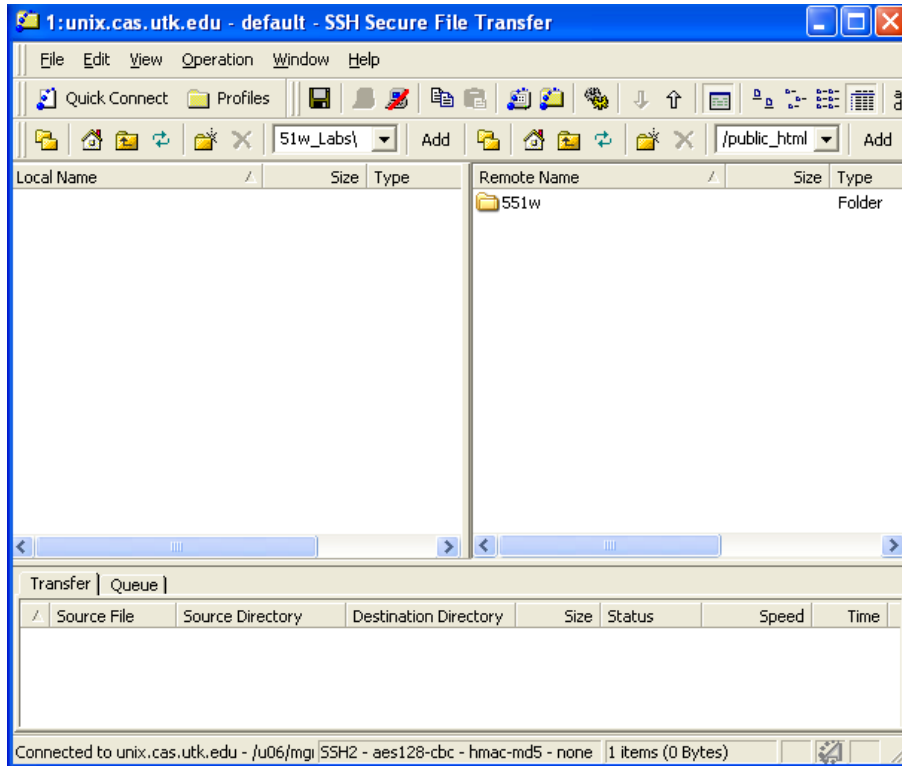 1:unix.cas.utk.edu - default - SSH Secure File Transfer
File Edit View Operation Window Help
Quick Connect Profiles
51w_Labs\ Add /public_html Add
Local Name Size Type Remote Name Size Type
551w Folder
Transfer Queue
Source File Source Directory Destination Directory Size Status Speed Time
Connected to unix.cas.utk.edu - /u06/mgr SSH2 - aes128-cbc - hmac-md5 - none 1 items (0 Bytes)